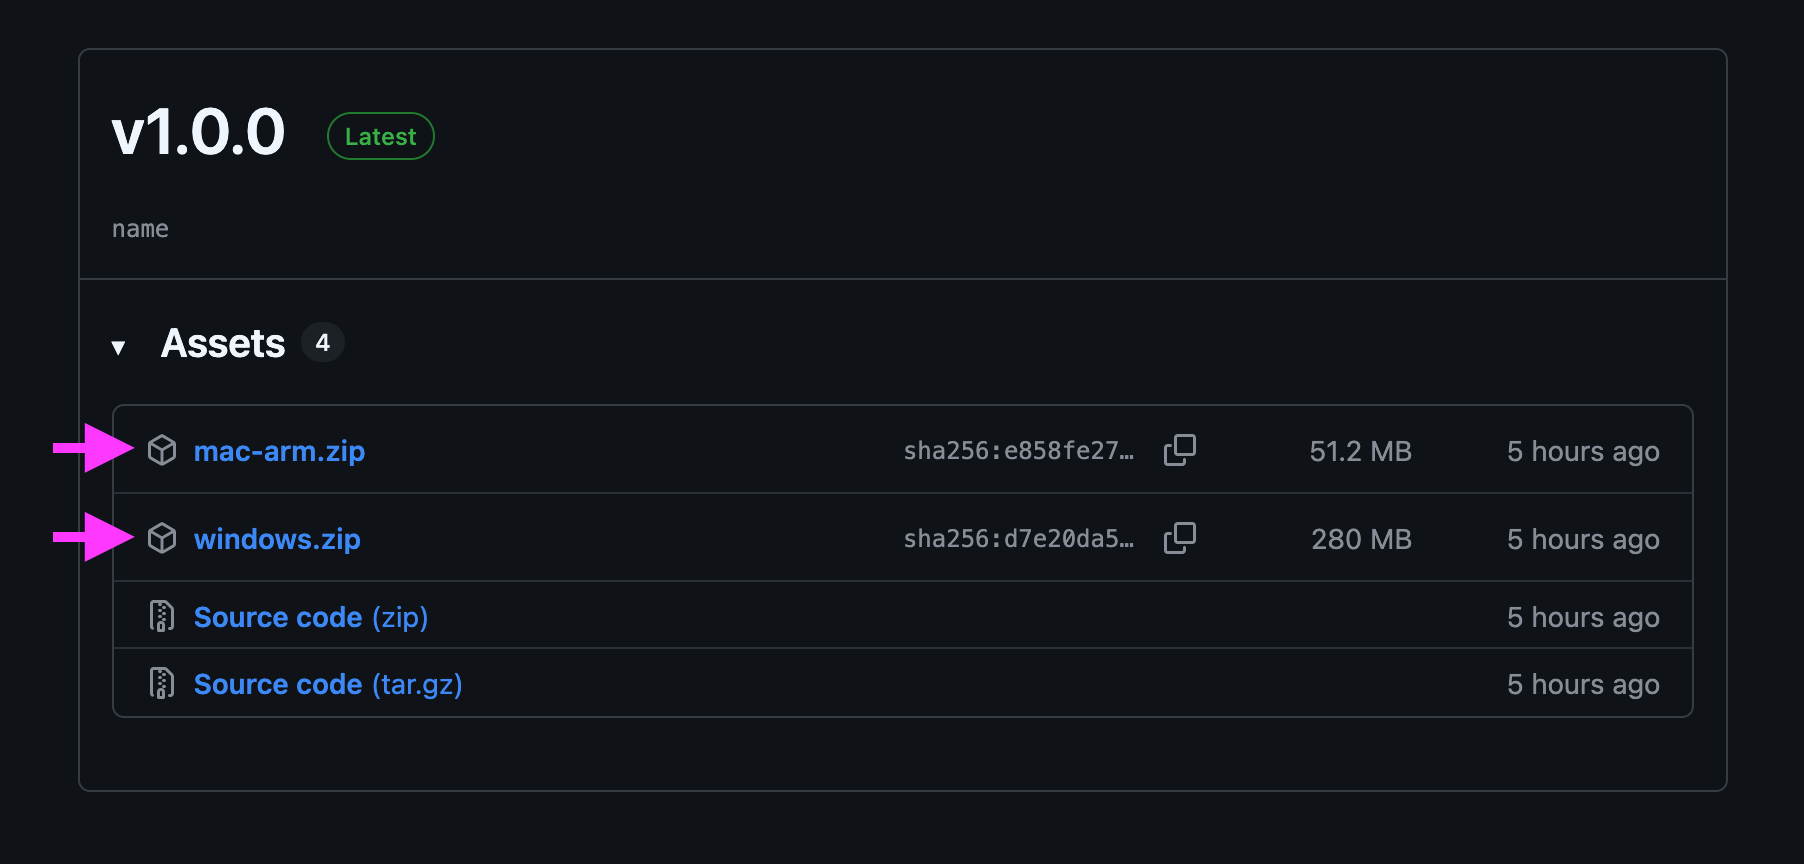 v1.0.0 Latest
name
Assets 4
mac-arm.zip sha256:e858fe27… 51.2 MB 5 hours ago
windows.zip sha256:d7e20da5… 280 MB 5 hours ago
Source code (zip) 5 hours ago
Source code (tar.gz) 5 hours ago